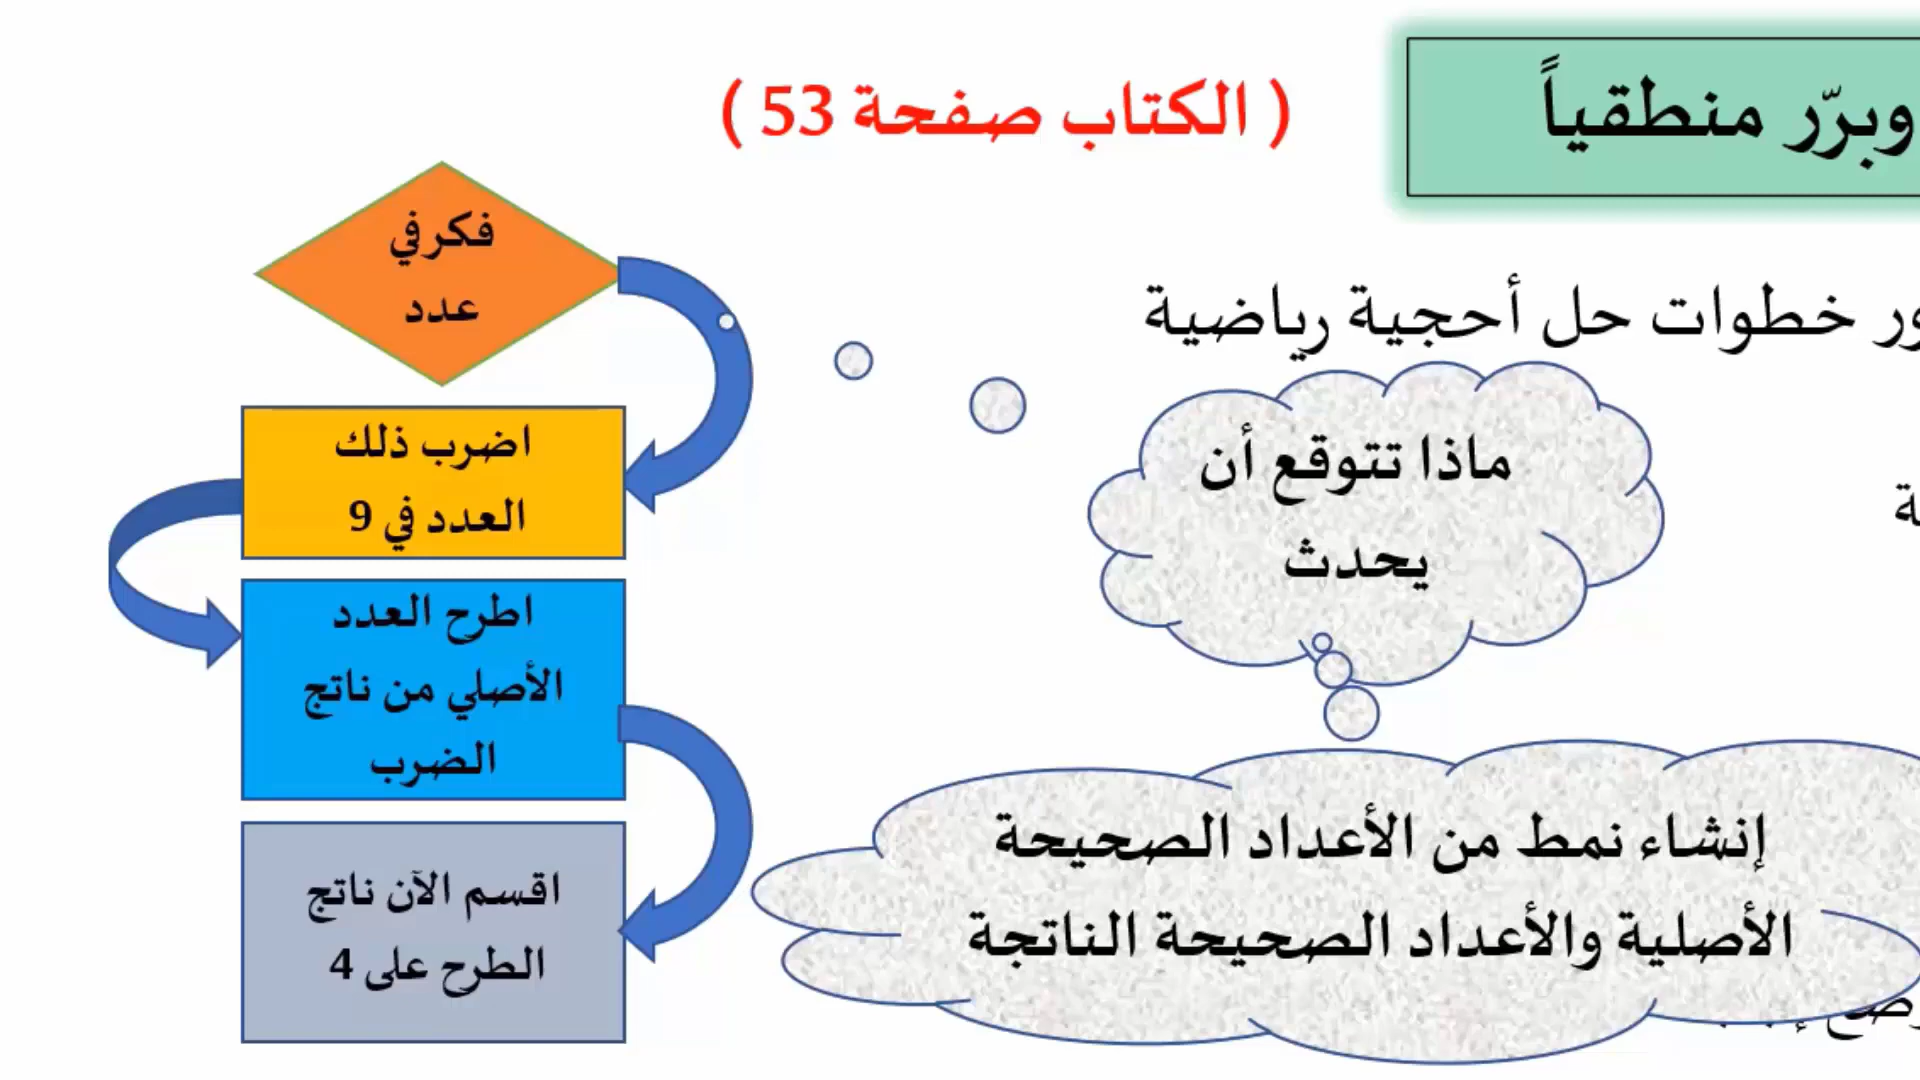 وبرّر منطقياً
( الكتاب صفحة 53 )
خطوات حل أحجية رياضية
فكر في
عدد
اضرب ذلك
العدد في 9
اطرح العدد
الأصلي من ناتج
الضرب
اقسم الآن ناتج
الطرح على 4
ماذا تتوقع أن
يحدث
إنشاء نمط من الأعداد الصحيحة
الأصلية والأعداد الصحيحة الناتجة